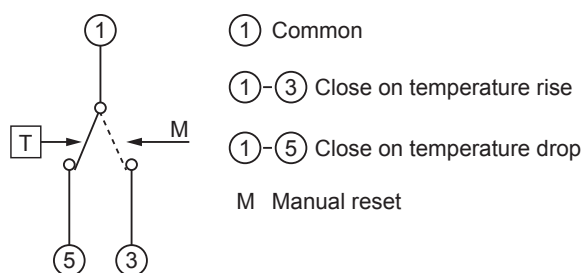 ① Common
①-③ Close on temperature rise
①-⑤ Close on temperature drop
M Manual reset
①
T
M
⑤
③